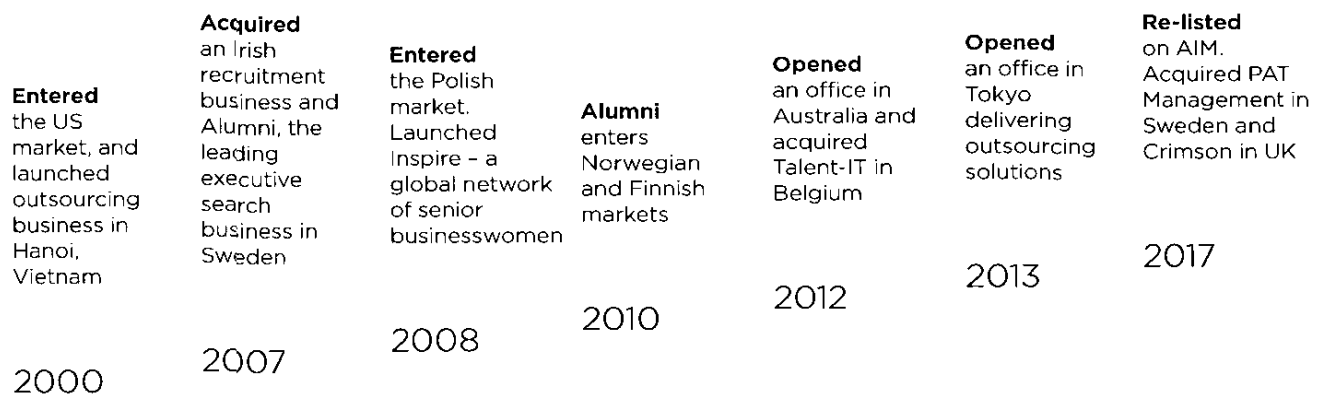 Entered
the US
market, and
launched
outsourcing
business in
Hanoi,
Vietnam
2000
Acquired
an Irish
recruitment
business and
Alumni, the
leading
executive
search
business in
Sweden
2007
Entered
the Polish
market.
Launched
Inspire – a
global network
of senior
businesswomen
2008
Alumni
enters
Norwegian
and Finnish
markets
2010
Opened
an office in
Australia and
acquired
Talent-IT in
Belgium
2012
Opened
an office in
Tokyo
delivering
outsourcing
solutions
2013
Re-listed
on AIM.
Acquired PAT
Management in
Sweden and
Crimson in UK
2017